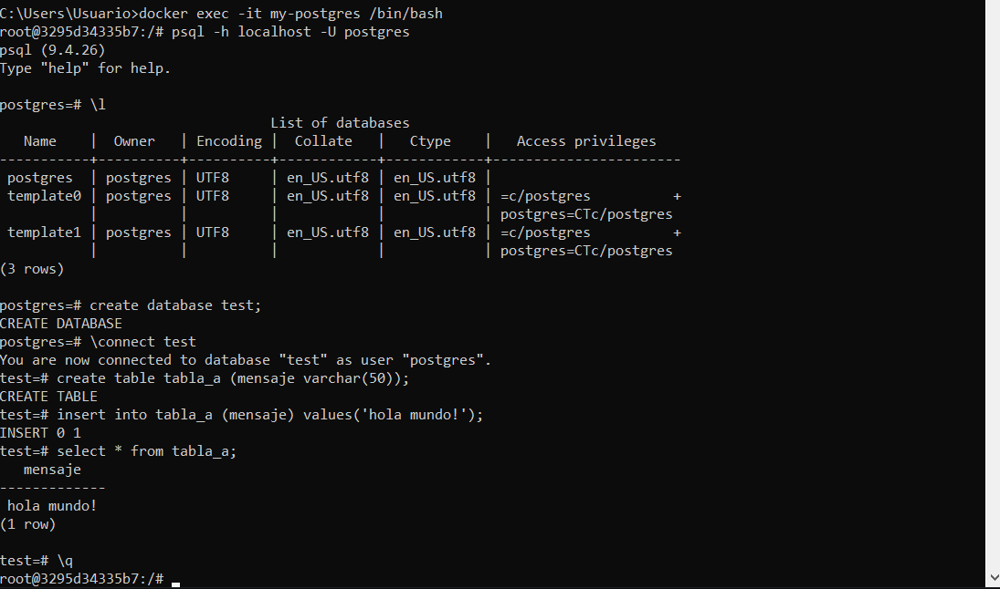 C:\Users\Usuario>docker exec -it my-postgres /bin/bash
root@3295d34335b7:/# psql -h localhost -U postgres
psql (9.4.26)
Type "help" for help.

postgres=# \l
                                 List of databases
   Name    |  Owner   | Encoding |  Collate   |   Ctype    |   Access privileges
-----------+----------+----------+------------+------------+-----------------------
 postgres  | postgres | UTF8     | en_US.utf8 | en_US.utf8 |
 template0 | postgres | UTF8     | en_US.utf8 | en_US.utf8 | =c/postgres          +
           |          |          |            |            | postgres=CTc/postgres
 template1 | postgres | UTF8     | en_US.utf8 | en_US.utf8 | =c/postgres          +
           |          |          |            |            | postgres=CTc/postgres
(3 rows)

postgres=# create database test;
CREATE DATABASE
postgres=# \connect test
You are now connected to database "test" as user "postgres".
test=# create table tabla_a (mensaje varchar(50));
CREATE TABLE
test=# insert into tabla_a (mensaje) values('hola mundo!');
INSERT 0 1
test=# select * from tabla_a;
   mensaje
-------------
 hola mundo!
(1 row)

test=# \q
root@3295d34335b7:/#